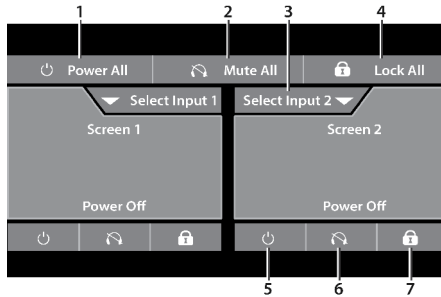 1 2 3 4
Power All Mute All Lock All
Select Input 1 Select Input 2
Screen 1 Screen 2
Power Off Power Off
5 6 7